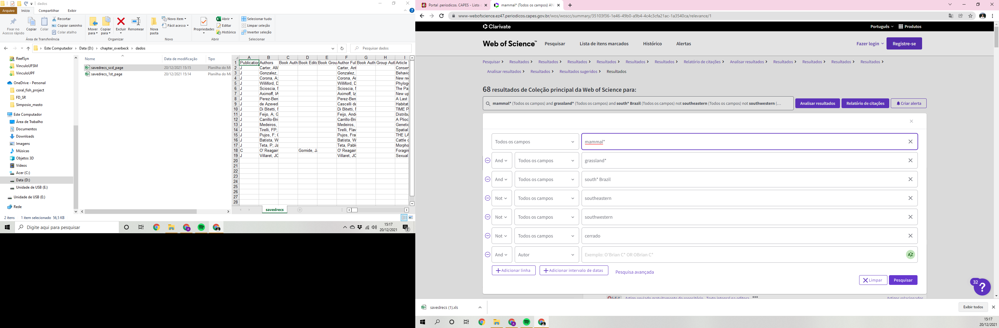 dados
Arquivo Início Compartilhar Exibir
Fixar no Acesso rápido
Copiar
Colar
Recortar
Copiar caminho
Colar atalho
Mover para
Copiar para
Excluir
Renomear
Nova pasta
Novo item
Fácil acesso
Propriedades
Abrir
Editar
Histórico
Selecionar tudo
Limpar seleção
Inverter seleção
Área de Transferência Organizar Novo Abrir Selecionar
Este Computador > Data (D:) > chapter_overbeck > dados
Pesquisar dados
ReefSyn
VinculoUFSM
VinculoUPF
OneDrive - Personal
coral_fish_project
FD_SR
Simposio_masto
Este Computador
Área de Trabalho
Documentos
Downloads
Imagens
Músicas
Objetos 3D
Vídeos
Acer (C:)
Data (D:)
Unidade de USB (E:)
Unidade de USB (E:)
Rede
Nome Data de modificação Tipo
savedrecs_scd_page 20/12/2021 15:15 Planilha do Mi
savedrecs_1st_page 20/12/2021 15:14 Planilha do Mi
A B C D E F G H I
1 Publication Authors Book Auth Book Edito Book Grou Author Ful Book Auth Group Auth Article
2 J Carter, AM Carter, Ant Conser
3 J Gonzalez, Gonzalez, Behavio
4 J Corona, A; Corona, Ar New re
5 J Williford, D Williford, D Phylog
6 J Scioscia, Scioscia, The Pa
7 J Aximoff, IA Aximoff, Iz New up
8 J Perez-Ben Perez-Ben A Last
9 J de Azeved Cascelli de Habitat
10 J Di Bitetti, Di Bitetti, TIME P
11 J Feijo, A; G Feijo, And Distribu
12 J Carrillo-Bri Carrillo-Bri A Plioc
13 J Medeiros, Medeiros, Genetic
14 J Tirelli, FP; Tirelli, Flav Spatial
15 J Pujos, F; Pujos, Fra THE LA
16 J Batista, W Batista, W Cattle
17 J Teta, P; Ja Teta, Pabl Morpho
18 C O' Reagain Gomide, J O' Reagain Foragin
19 J Villaret, JC Villaret, JC Sexual
20
21
22
23
24
25
26
27
28
savedrecs
2 itens 1 item selecionado 56,5 KB
Digite aqui para pesquisar
15:17
20/12/2021
2
Portal .periodicos. CAPES - Lista
mammal* (Todos os campos) AN
www-webofscience.ez47.periodicos.capes.gov.br/wos/woscc/summary/35103f36-1e46-49b0-a9b4-4c4c3cfa21ac-1a3540ca/relevance/1
Clarivate
Português Produtos
Web of Science™ Pesquisar Lista de itens marcados Histórico Alertas
Fazer login Registre-se
Pesquisar > Resultados > Resultados > Resultados > Resultados > Resultados > Resultados > Relatório de citações > Analisar resultados > Resultados > Resultados > Resultados > Resultados >
Analisar resultados > Resultados > Resultados sugeridos > Resultados
68 resultados de Coleção principal da Web of Science para:
mammal* (Todos os campos) and grassland* (Todos os campos) and south* Brazil (Todos os campos) not southeastern (Todos os campos) not southwestern (...
Analisar resultados Relatório de citações Criar alerta
Todos os campos mammal*
And Todos os campos grassland*
And Todos os campos south* Brazil
Not Todos os campos southeastern
Not Todos os campos southwestern
Not Todos os campos cerrado
And Autor Exemplo: O'Brian C* OR OBrian C*
AZ
+ Adicionar linha + Adicionar intervalo de datas Pesquisa avançada
Limpar Pesquisar
32
?
Artigo enviado gratuitamente do repositório Texto integral na editora
Artigos relacionados
savedrecs (1).xls
Exibir todos
15:17
20/12/2021